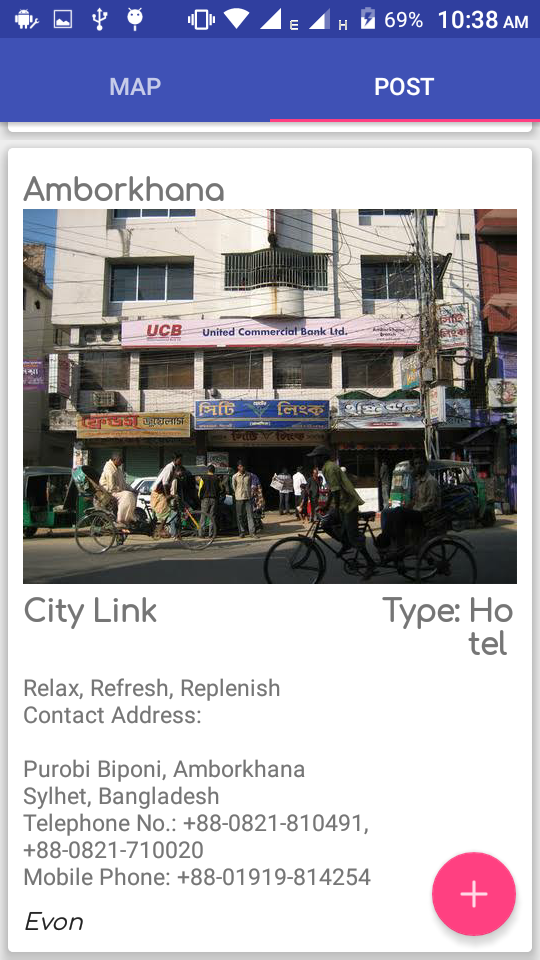 E
H
69%
10:38 AM
MAP
POST
Amborkhana
UCB
United Commercial Bank Ltd.
Amborkhana
Branch
সিটি লিংক
জুয়েলার্স
সিটি লিংক
City Link
Type: Ho
tel
Relax, Refresh, Replenish
Contact Address:
Purobi Biponi, Amborkhana
Sylhet, Bangladesh
Telephone No.: +88-0821-810491,
+88-0821-710020
Mobile Phone: +88-01919-814254
Evon